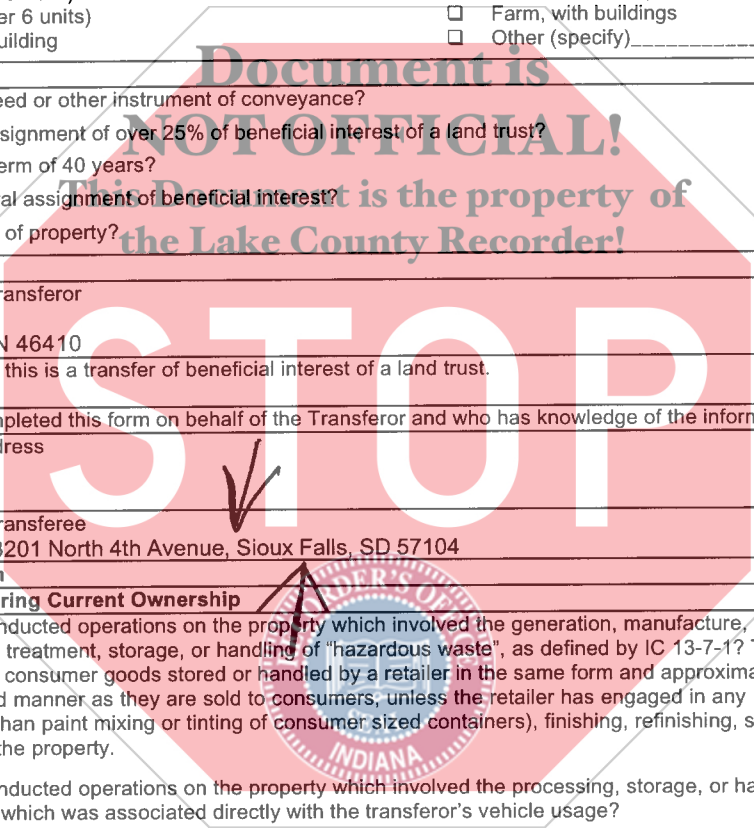 er 6 units)
❑ Farm, with buildings
uilding
❑ Other (specify)___________
Document is
eed or other instrument of conveyance?
NOT OFFICIAL!
signment of over 25% of beneficial interest of a land trust?
erm of 40 years?
This Document is the property of
al assignment of beneficial interest?
the Lake County Recorder!
of property?
ransferor
STOP
N 46410
this is a transfer of beneficial interest of a land trust.
mpleted this form on behalf of the Transferor and who has knowledge of the inform
dress
ransferee
3201 North 4th Avenue, Sioux Falls, SD 57104
ring Current Ownership
RECORDER'S OFFICE
nducted operations on the property which involved the generation, manufacture,
treatment, storage, or handling of "hazardous waste", as defined by IC 13-7-1? T
consumer goods stored or handled by a retailer in the same form and approxima
d manner as they are sold to consumers; unless the retailer has engaged in any
han paint mixing or tinting of consumer sized containers), finishing, refinishing, s
the property.
INDIANA
nducted operations on the property which involved the processing, storage, or ha
which was associated directly with the transferor's vehicle usage?